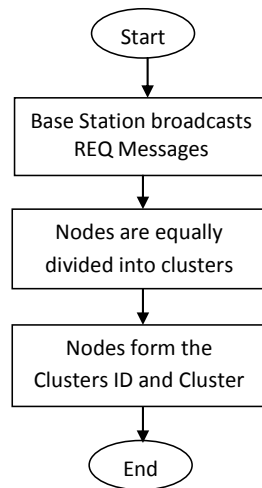 Start
Base Station broadcasts
REQ Messages
Nodes are equally
divided into clusters
Nodes form the
Clusters ID and Cluster
End